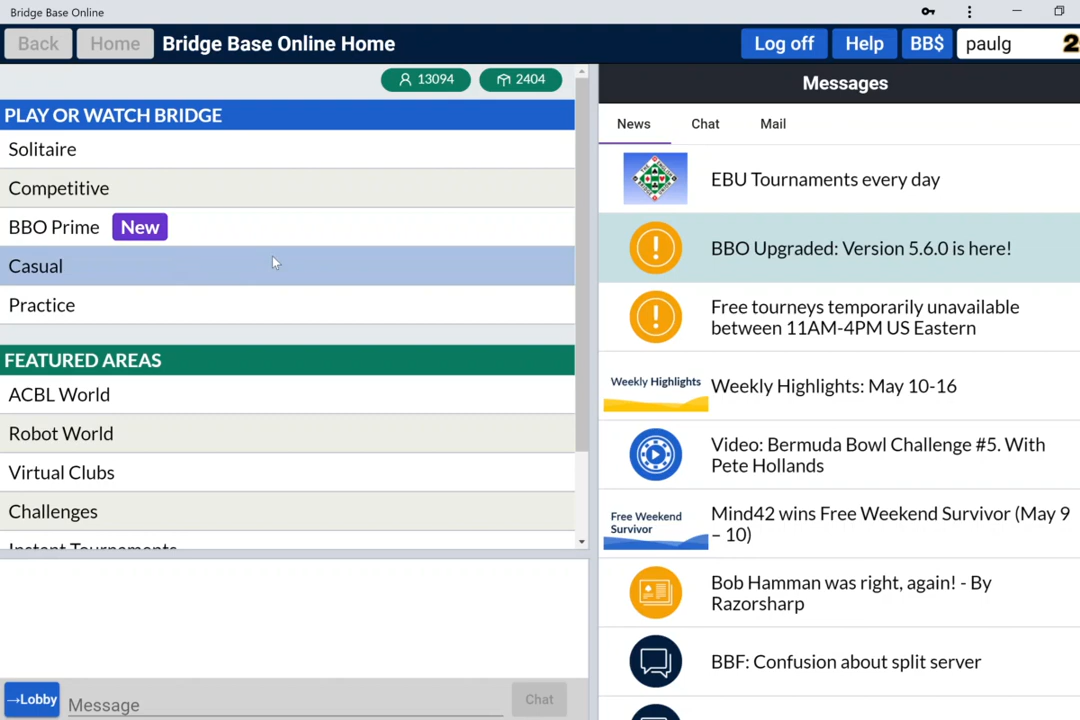 Bridge Base Online
Back
Home
Bridge Base Online Home
Log off
Help
BB$
paulg
2
13094
2404
PLAY OR WATCH BRIDGE
Solitaire
Competitive
BBO Prime New
Casual
Practice
FEATURED AREAS
ACBL World
Robot World
Virtual Clubs
Challenges
Instant Tournaments
→Lobby
Message
Chat
Messages
News
Chat
Mail
EBU Tournaments every day
BBO Upgraded: Version 5.6.0 is here!
Free tourneys temporarily unavailable
between 11AM-4PM US Eastern
Weekly Highlights
Weekly Highlights: May 10-16
Video: Bermuda Bowl Challenge #5. With
Pete Hollands
Free Weekend
Survivor
Mind42 wins Free Weekend Survivor (May 9
– 10)
Bob Hamman was right, again! - By
Razorsharp
BBF: Confusion about split server